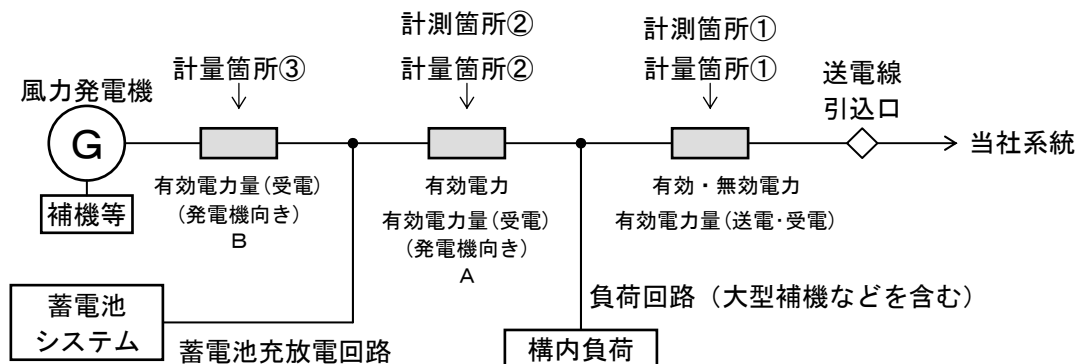 計測箇所②
計測箇所①
計量箇所③
計量箇所②
計量箇所①
送電線
引込口
風力発電機
G
当社系統
補機等
有効電力量(受電)
(発電機向き)
B
有効電力
有効電力量(受電)
(発電機向き)
A
有効・無効電力
有効電力量(送電・受電)
蓄電池
システム
蓄電池充放電回路
負荷回路(大型補機などを含む)
構内負荷